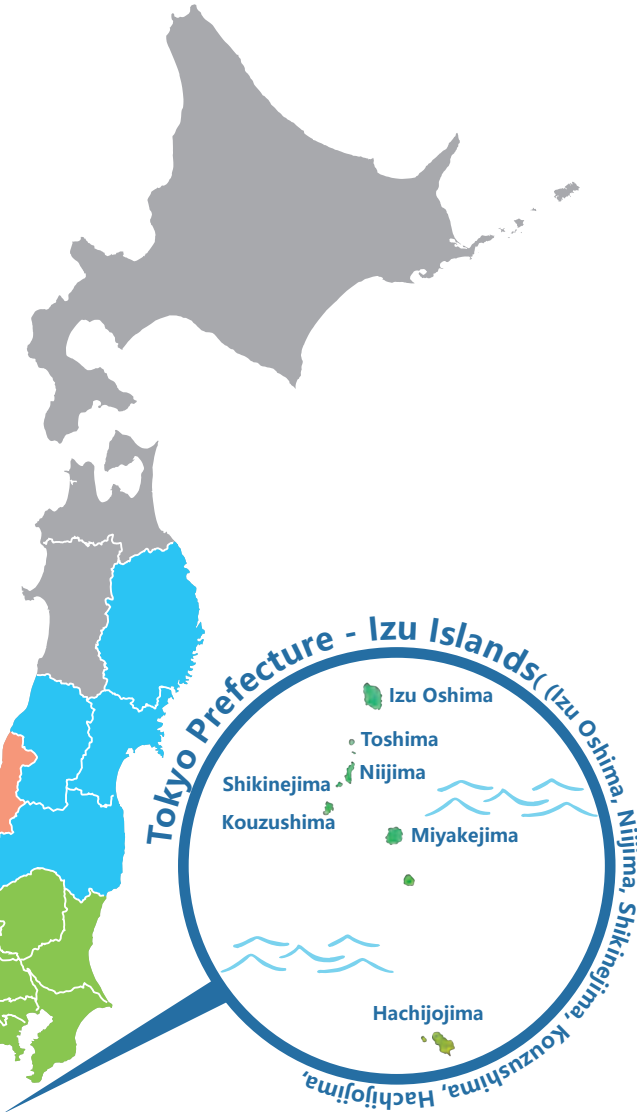 Tokyo Prefecture - Izu Islands( (Izu Oshima, Niijima, Shikinejima, Kouzushima, Hachijojima,
Izu Oshima
Toshima
Niijima
Shikinejima
Kouzushima
Miyakejima
Hachijojima